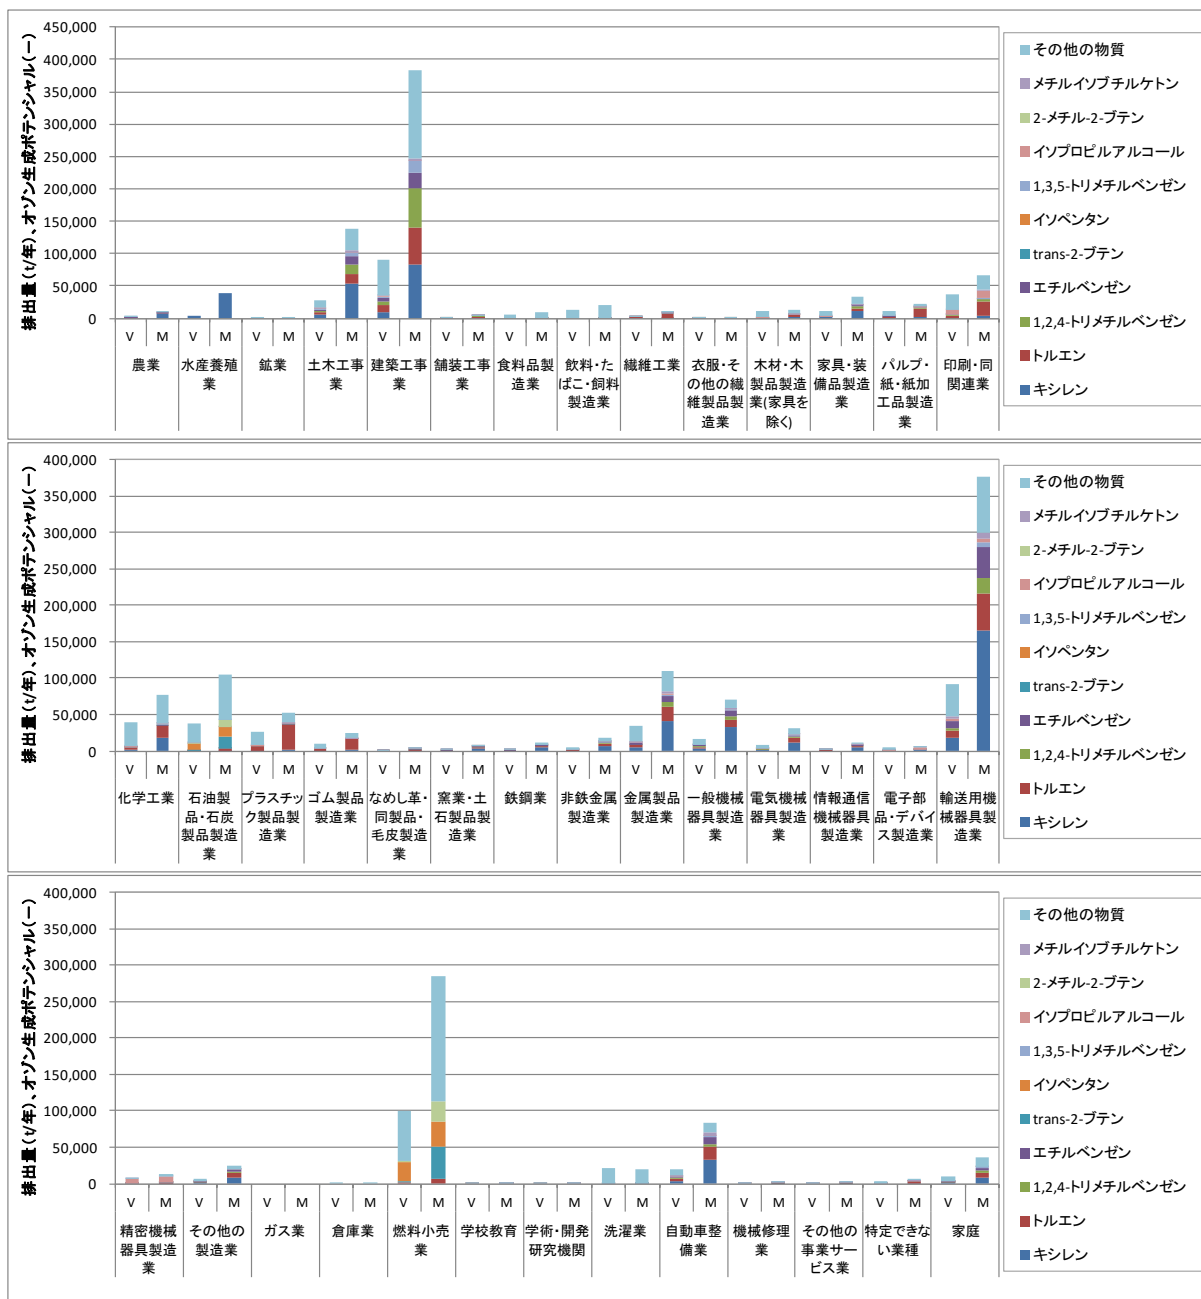 排出量(t/年)、オゾン生成ポテンシャル(－)
450,000
400,000
350,000
300,000
250,000
200,000
150,000
100,000
50,000
0
V M V M V M V M V M V M V M V M V M V M V M V M V M V M
農業
水産養殖業
鉱業
土木工事業
建築工事業
舗装工事業
食料品製造業
飲料・たばこ・飼料製造業
繊維工業
衣服・その他の繊維製品製造業
木材・木製品製造業(家具を除く)
家具・装備品製造業
パルプ・紙・紙加工品製造業
印刷・同関連業
その他の物質
メチルイソブチルケトン
2-メチル-2-ブテン
イソプロピルアルコール
1,3,5-トリメチルベンゼン
イソペンタン
trans-2-ブテン
エチルベンゼン
1,2,4-トリメチルベンゼン
トルエン
キシレン
排出量(t/年)、オゾン生成ポテンシャル(－)
400,000
350,000
300,000
250,000
200,000
150,000
100,000
50,000
0
V M V M V M V M V M V M V M V M V M V M V M V M V M V M
化学工業
石油製品・石炭製品製造業
プラスチック製品製造業
ゴム製品製造業
なめし革・同製品・毛皮製造業
窯業・土石製品製造業
鉄鋼業
非鉄金属製造業
金属製品製造業
一般機械器具製造業
電気機械器具製造業
情報通信機械器具製造業
電子部品・デバイス製造業
輸送用機械器具製造業
その他の物質
メチルイソブチルケトン
2-メチル-2-ブテン
イソプロピルアルコール
1,3,5-トリメチルベンゼン
イソペンタン
trans-2-ブテン
エチルベンゼン
1,2,4-トリメチルベンゼン
トルエン
キシレン
排出量(t/年)、オゾン生成ポテンシャル(－)
400,000
350,000
300,000
250,000
200,000
150,000
100,000
50,000
0
V M V M V M V M V M V M V M V M V M V M V M V M V M
精密機械器具製造業
その他の製造業
ガス業
倉庫業
燃料小売業
学校教育
学術・開発研究機関
洗濯業
自動車整備業
機械修理業
その他の事業サービス業
特定できない業種
家庭
その他の物質
メチルイソブチルケトン
2-メチル-2-ブテン
イソプロピルアルコール
1,3,5-トリメチルベンゼン
イソペンタン
trans-2-ブテン
エチルベンゼン
1,2,4-トリメチルベンゼン
トルエン
キシレン